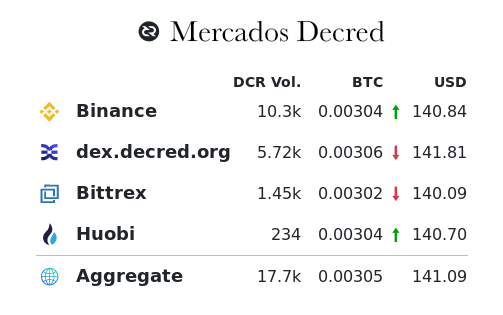 Mercados Decred
DCR Vol. BTC USD
Binance 10.3k 0.00304 ↑ 140.84
dex.decred.org 5.72k 0.00306 ↓ 141.81
Bittrex 1.45k 0.00302 ↓ 140.09
Huobi 234 0.00304 ↑ 140.70
Aggregate 17.7k 0.00305 141.09